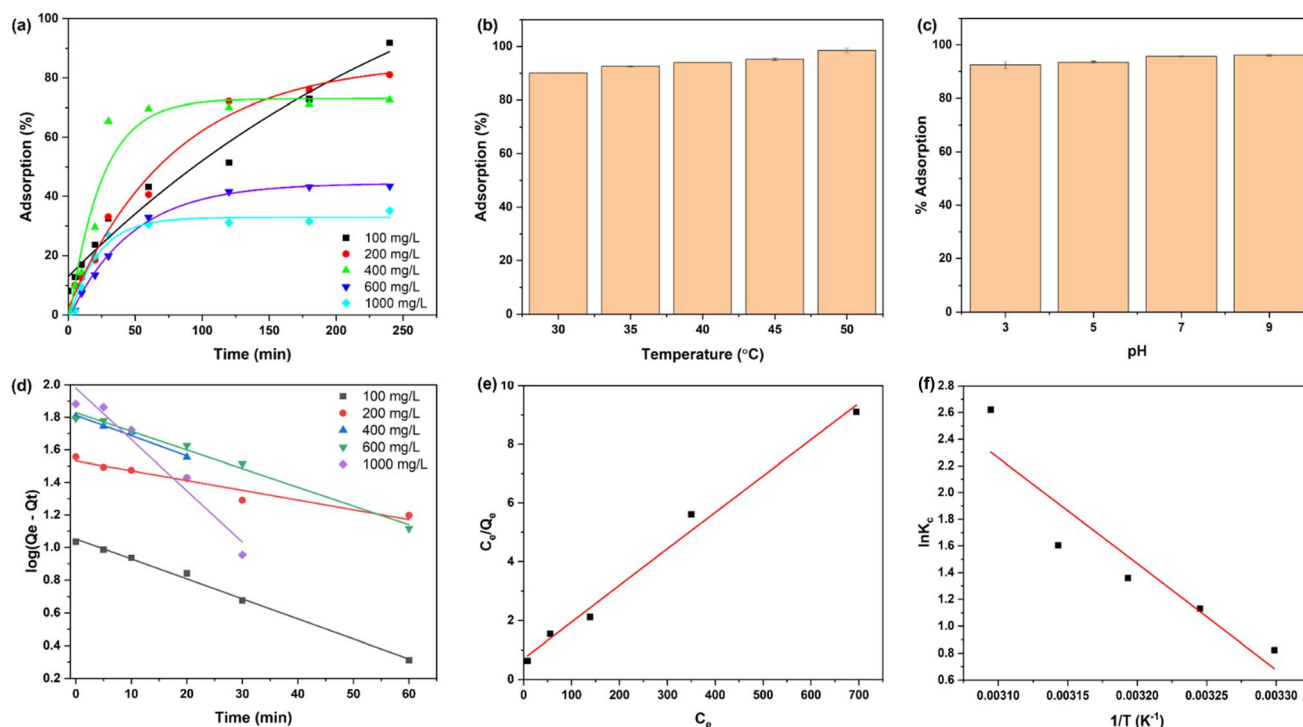 (a)
Adsorption (%)
100
80
60
40
20
0
0 50 100 150 200 250
Time (min)
100 mg/L
200 mg/L
400 mg/L
600 mg/L
1000 mg/L
(b)
Adsorption (%)
100
80
60
40
20
0
30 35 40 45 50
Temperature (°C)
(c)
% Adsorption
100
80
60
40
20
0
3 5 7 9
pH
(d)
log(Qe - Qt)
2.0
1.8
1.6
1.4
1.2
1.0
0.8
0.6
0.4
0.2
0 10 20 30 40 50 60
Time (min)
100 mg/L
200 mg/L
400 mg/L
600 mg/L
1000 mg/L
(e)
Cₑ/Qₑ
10
8
6
4
2
0
0 100 200 300 400 500 600 700
Cₑ
(f)
lnK꜀
2.8
2.6
2.4
2.2
2.0
1.8
1.6
1.4
1.2
1.0
0.8
0.6
0.00310 0.00315 0.00320 0.00325 0.00330
1/T (K⁻¹)